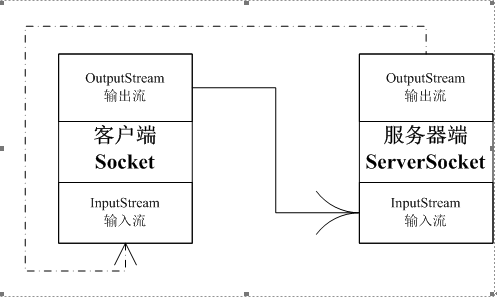 OutputStream
输出流
客户端
Socket
InputStream
输入流
OutputStream
输出流
服务器端
ServerSocket
InputStream
输入流